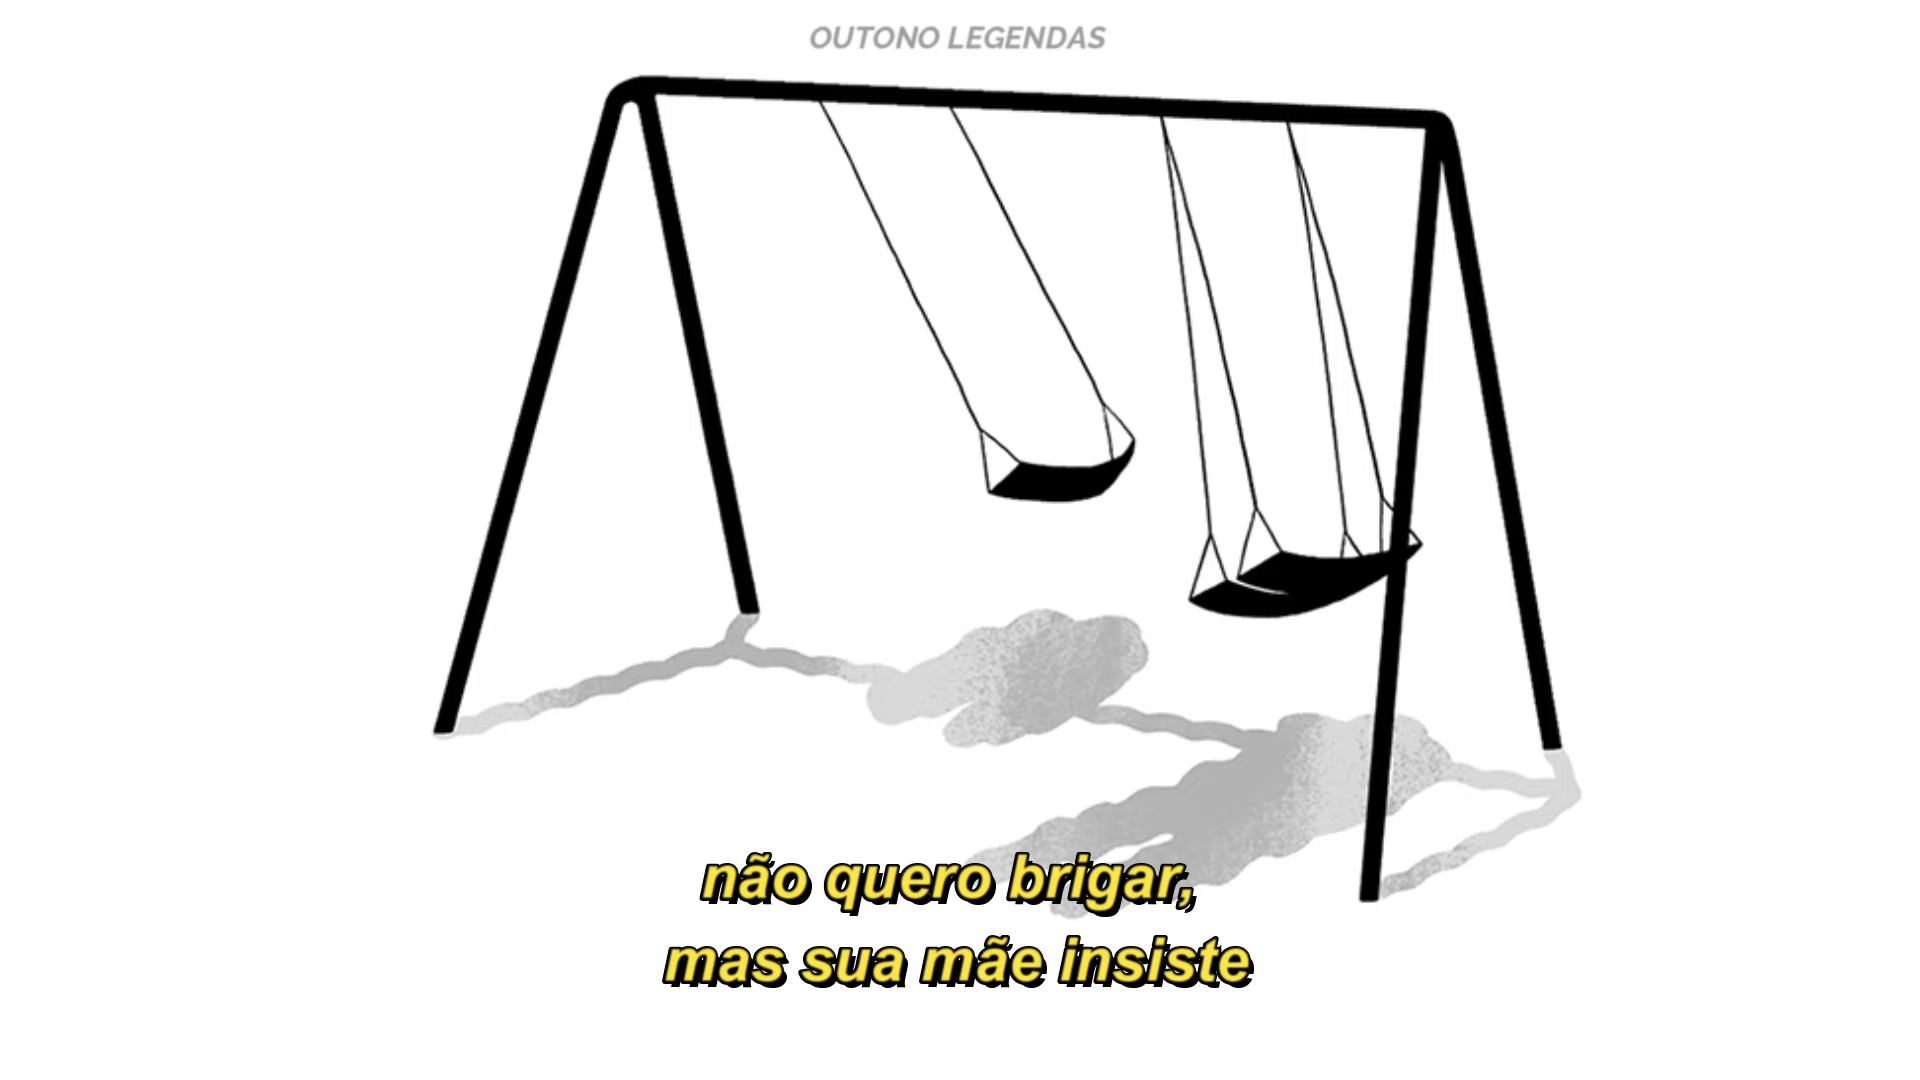 OUTONO LEGENDAS
não quero brigar,
mas sua mãe insiste